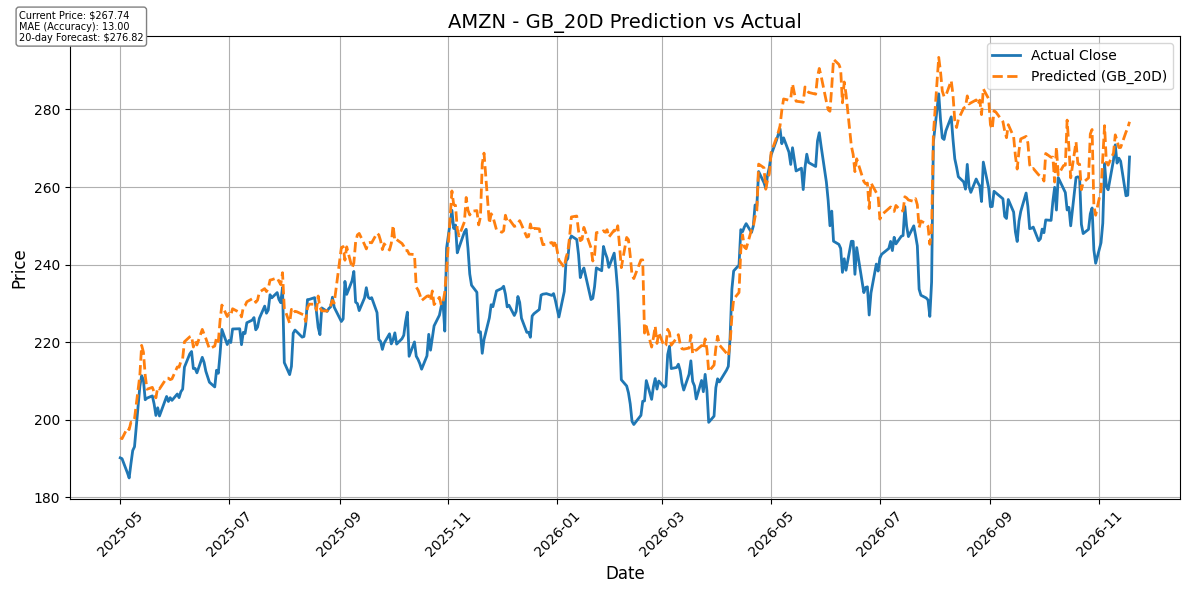 AMZN - GB_20D Prediction vs Actual
Current Price: $267.74
MAE (Accuracy): 13.00
20-day Forecast: $276.82
Actual Close
Predicted (GB_20D)
Price
280
260
240
220
200
180
2025-05
2025-07
2025-09
2025-11
2026-01
2026-03
2026-05
2026-07
2026-09
2026-11
Date